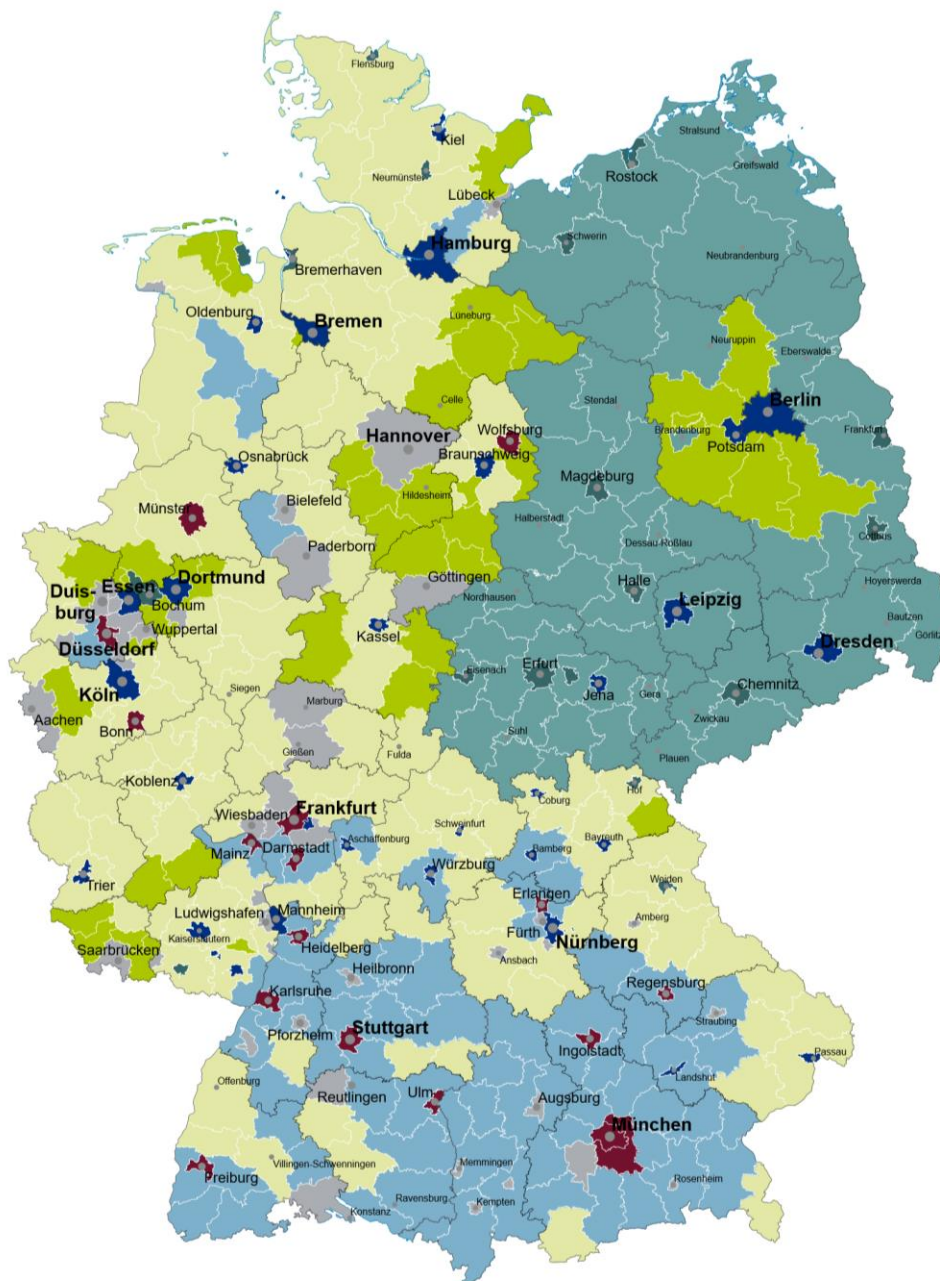 Flensburg
Kiel
Stralsund
Greifswald
Neumünster
Rostock
Lübeck
Schwerin
Hamburg
Neubrandenburg
Bremerhaven
Oldenburg
Bremen
Lüneburg
Neuruppin
Eberswalde
Celle
Stendal
Berlin
Hannover
Wolfsburg
Brandenburg
Frankfurt
Potsdam
Osnabrück
Braunschweig
Magdeburg
Hildesheim
Bielefeld
Münster
Halberstadt
Cottbus
Paderborn
Dessau-Roßlau
Göttingen
Halle
Hoyerswerda
Duis-
burg
Essen
Dortmund
Bochum
Nordhausen
Leipzig
Bautzen
Wuppertal
Kassel
Görlitz
Düsseldorf
Dresden
Eisenach
Erfurt
Köln
Siegen
Jena
Gera
Chemnitz
Marburg
Aachen
Zwickau
Bonn
Suhl
Gießen
Fulda
Plauen
Koblenz
Hof
Coburg
Wiesbaden
Frankfurt
Schweinfurt
Mainz
Darmstadt
Aschaffenburg
Bayreuth
Bamberg
Trier
Würzburg
Weiden
Erlangen
Ludwigshafen
Mannheim
Amberg
Kaiserslautern
Fürth
Saarbrücken
Heidelberg
Nürnberg
Ansbach
Heilbronn
Regensburg
Karlsruhe
Straubing
Pforzheim
Stuttgart
Ingolstadt
Passau
Offenburg
Landshut
Reutlingen
Ulm
Augsburg
München
Villingen-Schwenningen
Memmingen
Freiburg
Rosenheim
Ravensburg
Kempten
Konstanz